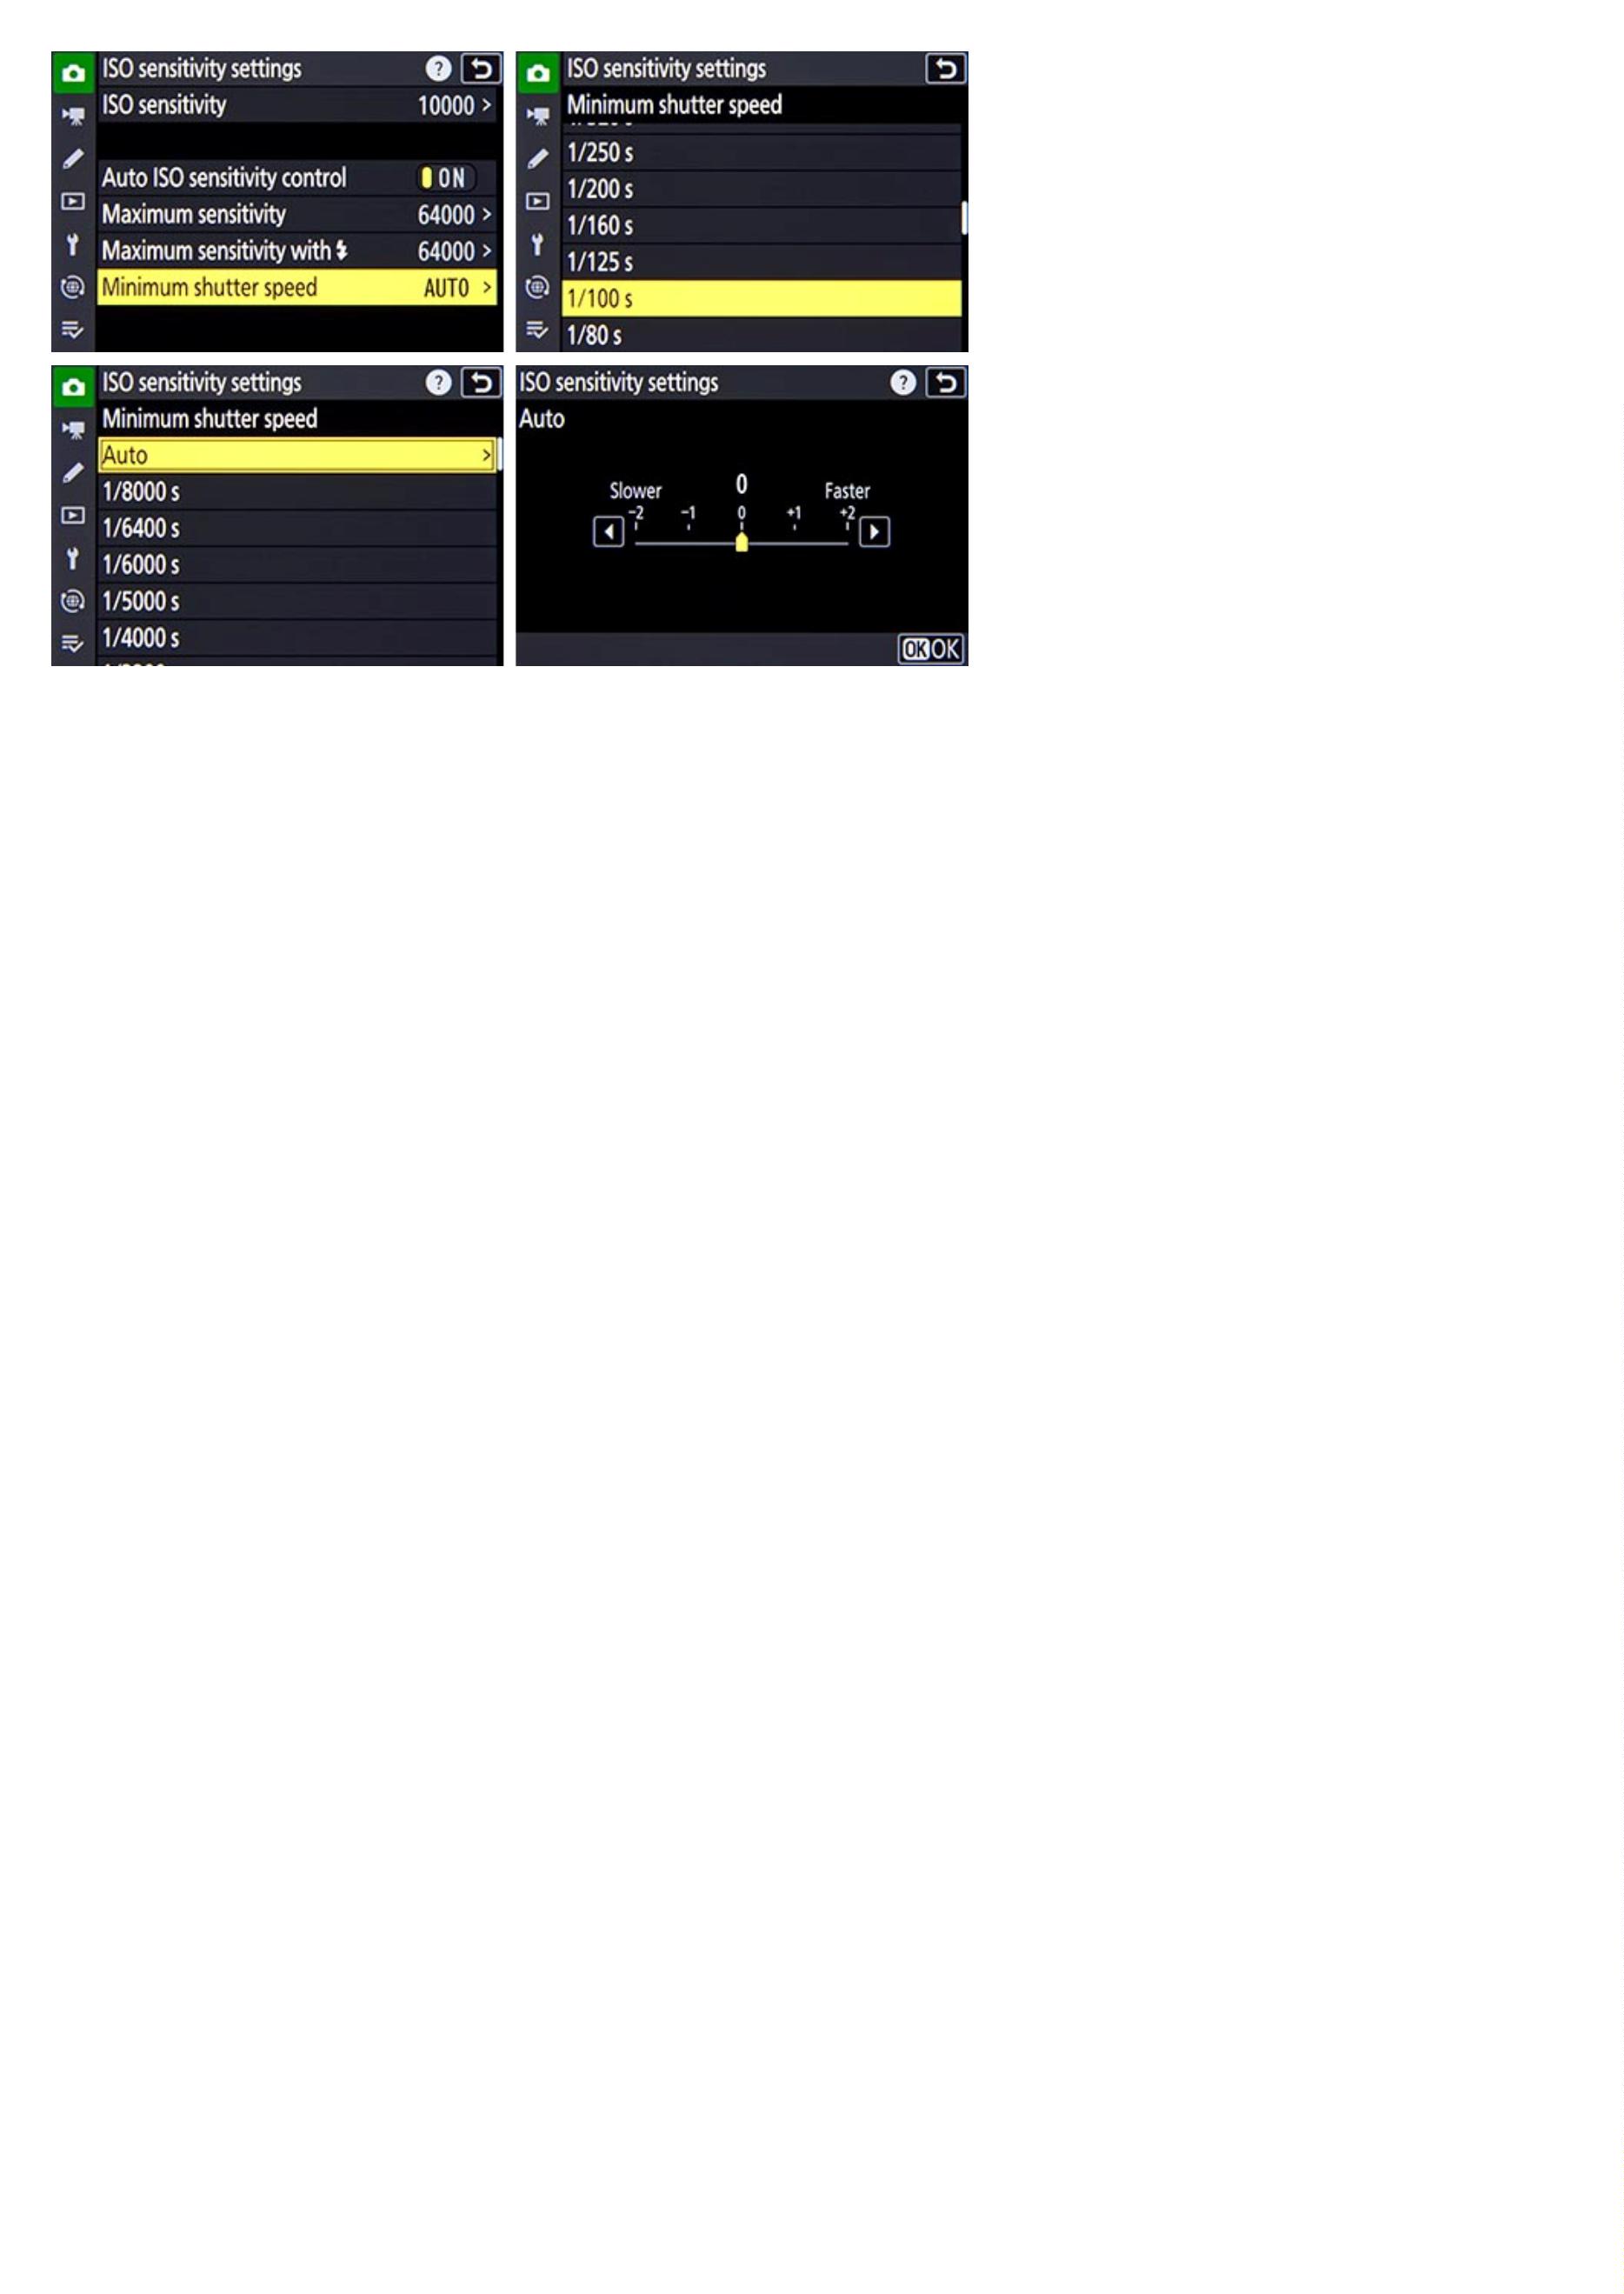 ISO sensitivity settings ?
ISO sensitivity 10000 >
Auto ISO sensitivity control ON
Maximum sensitivity 64000 >
Maximum sensitivity with 64000 >
Minimum shutter speed AUTO >
ISO sensitivity settings
Minimum shutter speed
1/250 s
1/200 s
1/160 s
1/125 s
1/100 s
1/80 s
ISO sensitivity settings ?
Minimum shutter speed
Auto >
1/8000 s
1/6400 s
1/6000 s
1/5000 s
1/4000 s
ISO sensitivity settings ?
Auto
Slower 0 Faster
-2 -1 0 +1 +2
OK OK